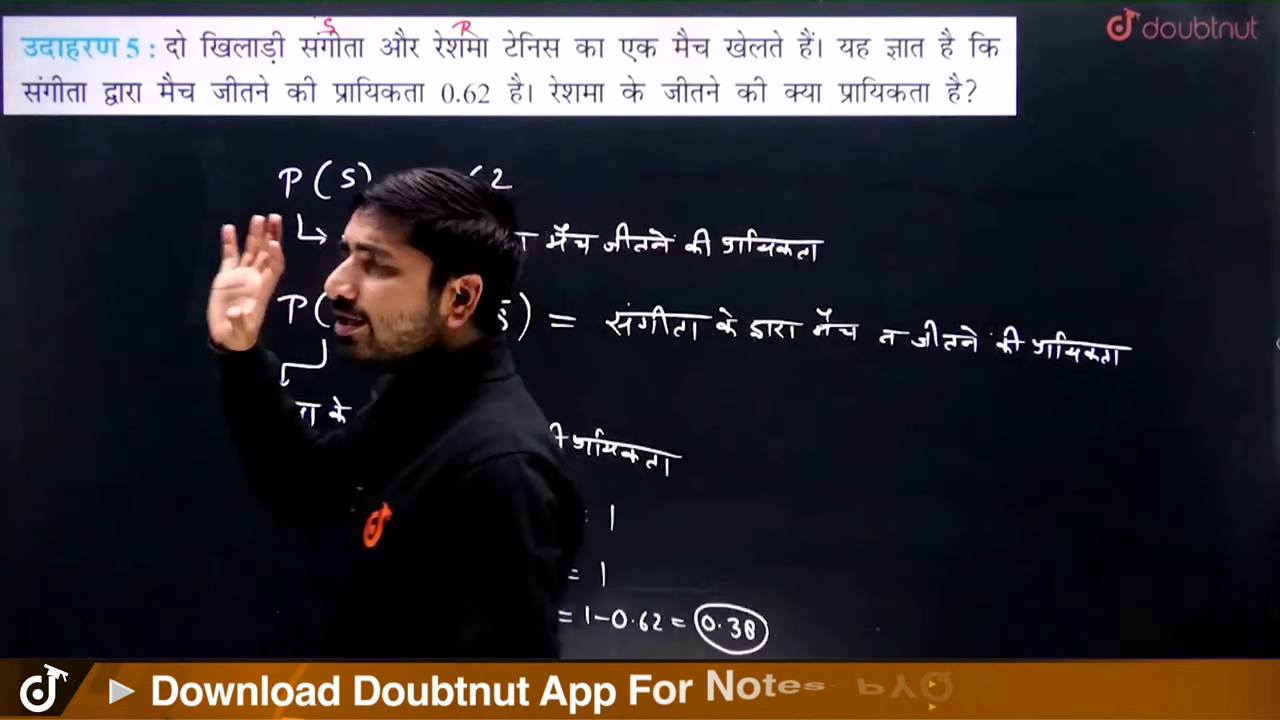 S R
doubtnut
उदाहरण 5 : दो खिलाड़ी संगीता और रेशमा टेनिस का एक मैच खेलते हैं। यह ज्ञात है कि
संगीता द्वारा मैच जीतने की प्रायिकता 0.62 है। रेशमा के जीतने की क्या प्रायिकता है?
P(S) 62
मैच जीतने की प्रायिकता
P( S) = संगीता के द्वारा मैच न जीतने की प्रायिकता
के प्रायिकता
1
= 1
= 1-0.62 = 0.38
Download Doubtnut App For Notes